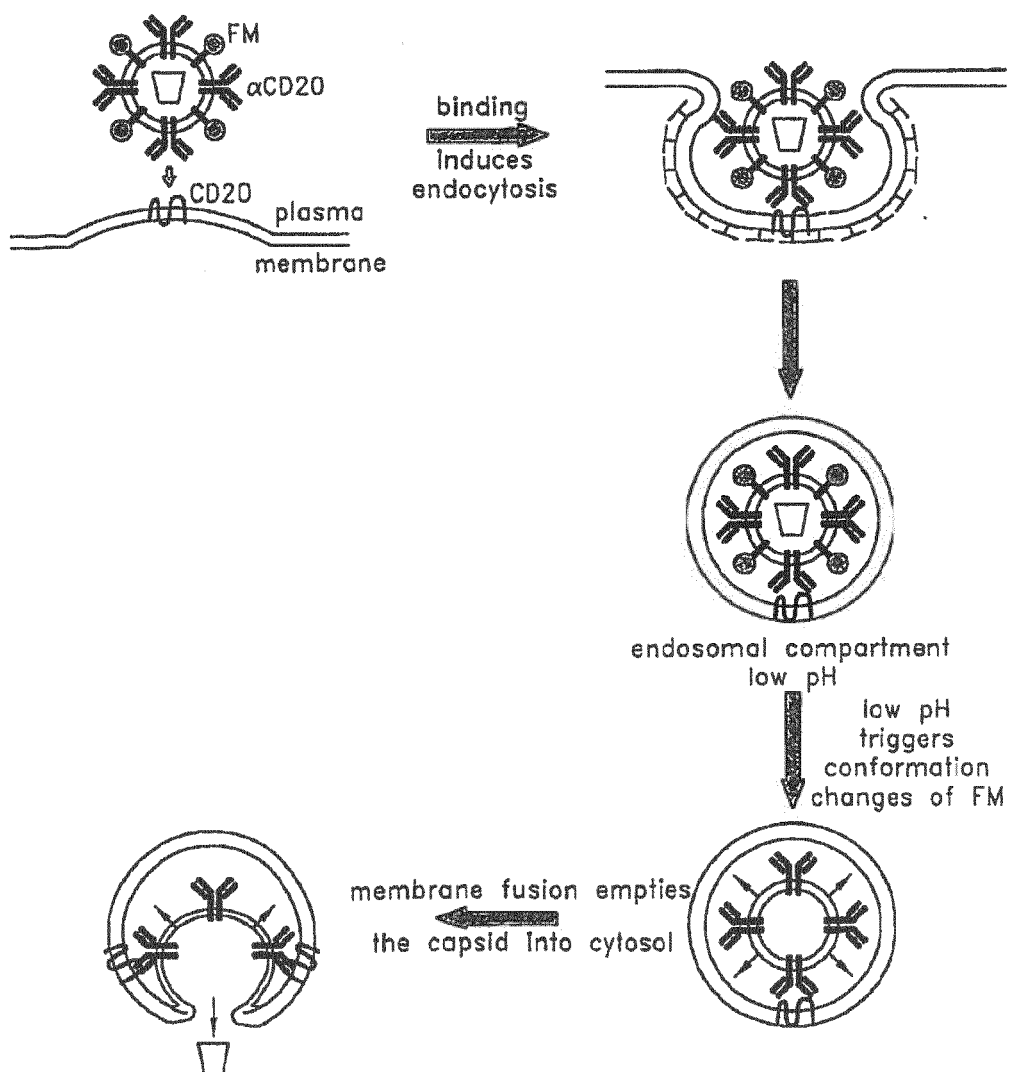 FM
αCD20
CD20
plasma
membrane
binding
induces
endocytosis
endosomal compartment
low pH
low pH
triggers
conformation
changes of FM
membrane fusion empties
the capsid into cytosol